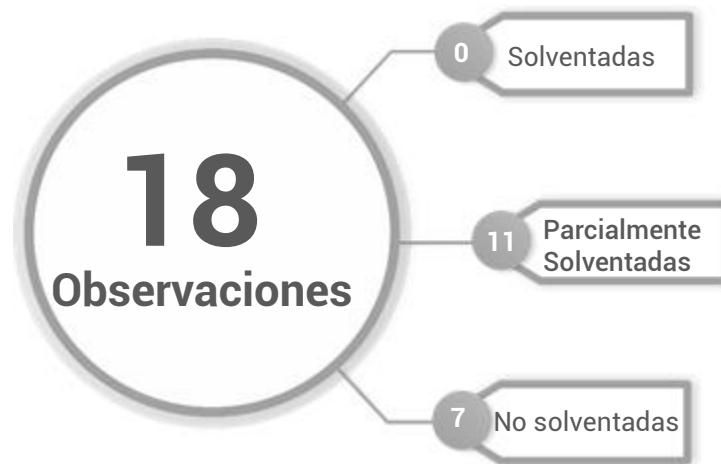 18
Observaciones
0
Solventadas
11
Parcialmente
Solventadas
7
No solventadas